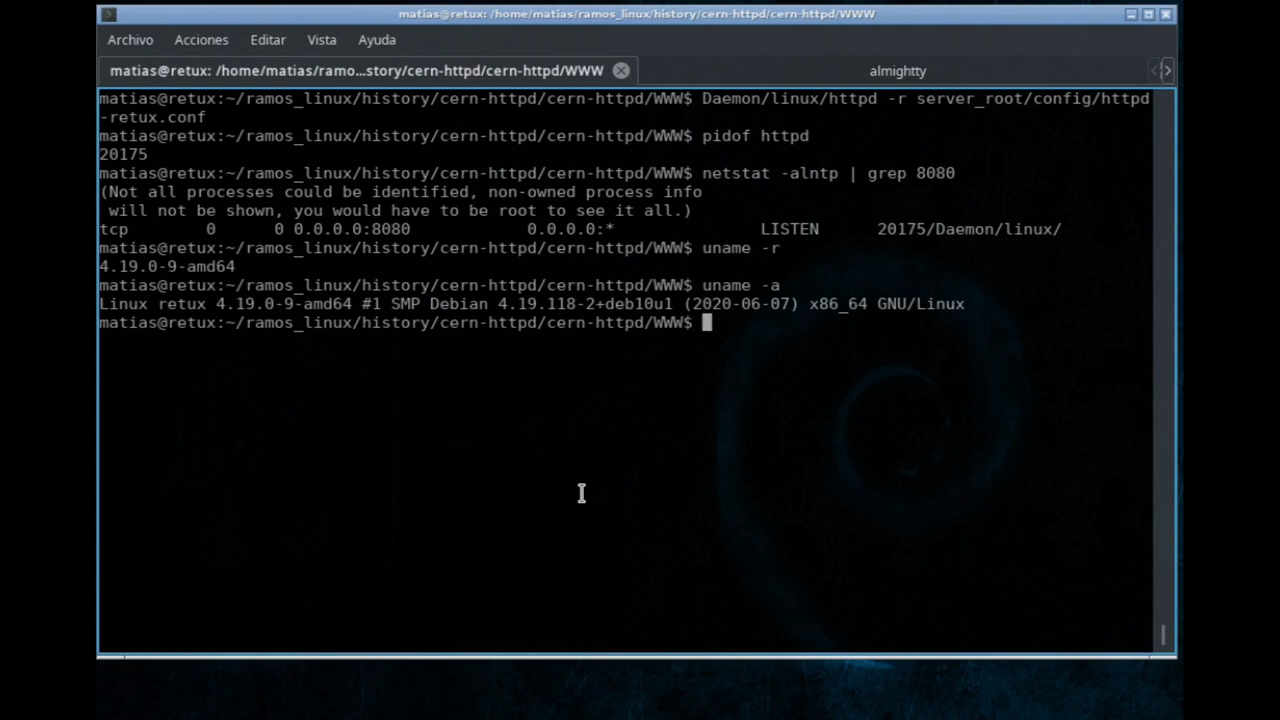 matias@retux: /home/matias/ramos_linux/history/cern-httpd/cern-httpd/WWW
Archivo Acciones Editar Vista Ayuda
matias@retux: /home/matias/ramo...story/cern-httpd/cern-httpd/WWW almightty
matias@retux:~/ramos_linux/history/cern-httpd/cern-httpd/WWW$ Daemon/linux/httpd -r server_root/config/httpd
-retux.conf
matias@retux:~/ramos_linux/history/cern-httpd/cern-httpd/WWW$ pidof httpd
20175
matias@retux:~/ramos_linux/history/cern-httpd/cern-httpd/WWW$ netstat -alntp | grep 8080
(Not all processes could be identified, non-owned process info
will not be shown, you would have to be root to see it all.)
tcp 0 0 0.0.0.0:8080 0.0.0.0:* LISTEN 20175/Daemon/linux/
matias@retux:~/ramos_linux/history/cern-httpd/cern-httpd/WWW$ uname -r
4.19.0-9-amd64
matias@retux:~/ramos_linux/history/cern-httpd/cern-httpd/WWW$ uname -a
Linux retux 4.19.0-9-amd64 #1 SMP Debian 4.19.118-2+deb10u1 (2020-06-07) x86_64 GNU/Linux
matias@retux:~/ramos_linux/history/cern-httpd/cern-httpd/WWW$